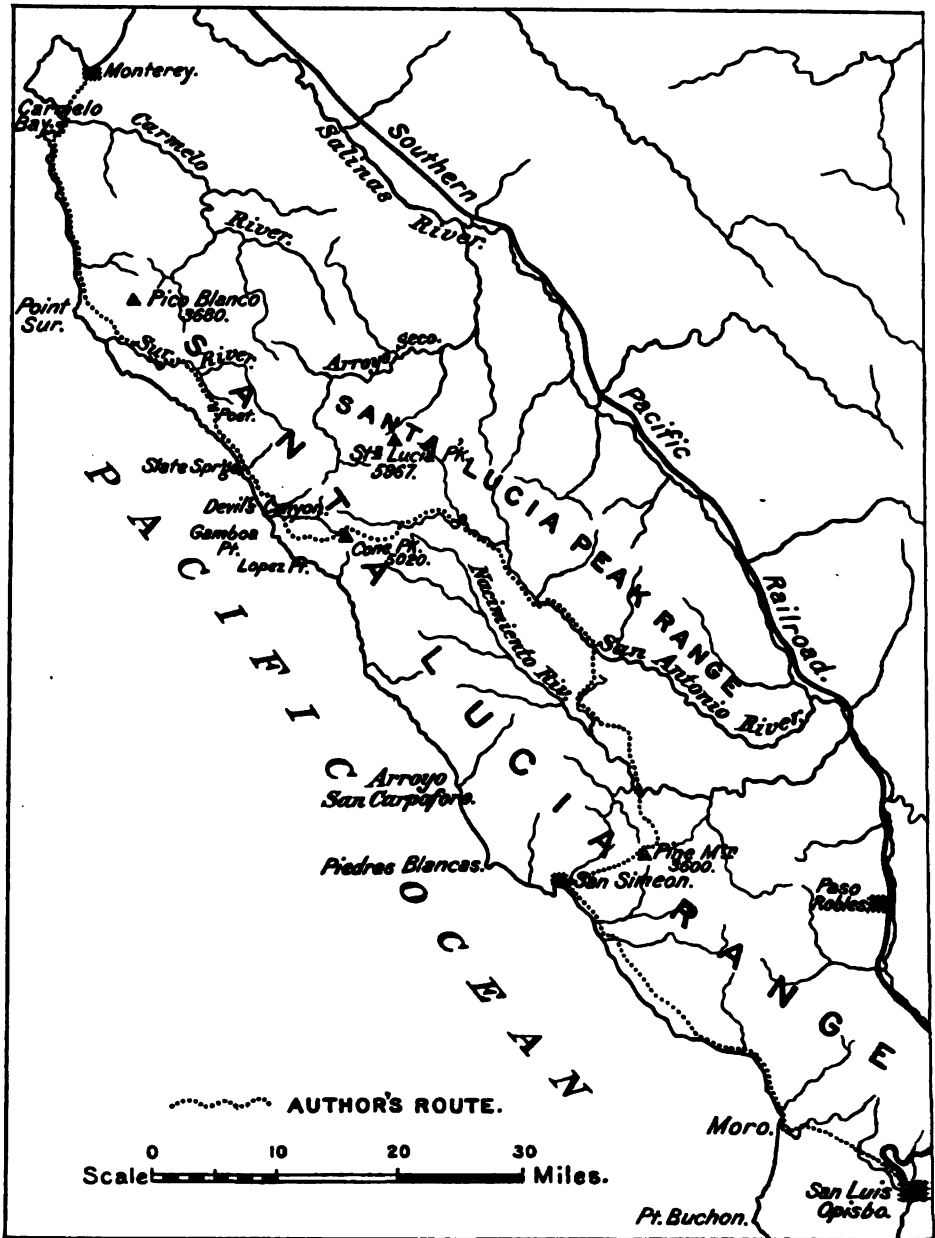 Monterey.
Carmelo
Bay.
Carmelo
River.
Salinas
River.
Southern
Pacific
Railroad.
Pico Blanco
3680.
Point
Sur.
Sur River.
Arroyo Seco.
Post.
SANTA LUCIA PEAK RANGE
Sta Lucia P'k.
5967.
Slate Springs
Devil's Canyon.
Gamboa
Pt.
Lopez Pt.
Cone Pk.
5020.
Nacimiento Riv.
San Antonio River.
SANTA LUCIA RANGE
PACIFIC OCEAN
Arroyo
San Carpoforo.
Piedras Blancas.
Pine Mt.
3600.
San Simeon.
Paso
Robles.
AUTHOR'S ROUTE.
0 10 20 30
Scale Miles.
Moro.
San Luis
Opisbo.
Pt. Buchon.